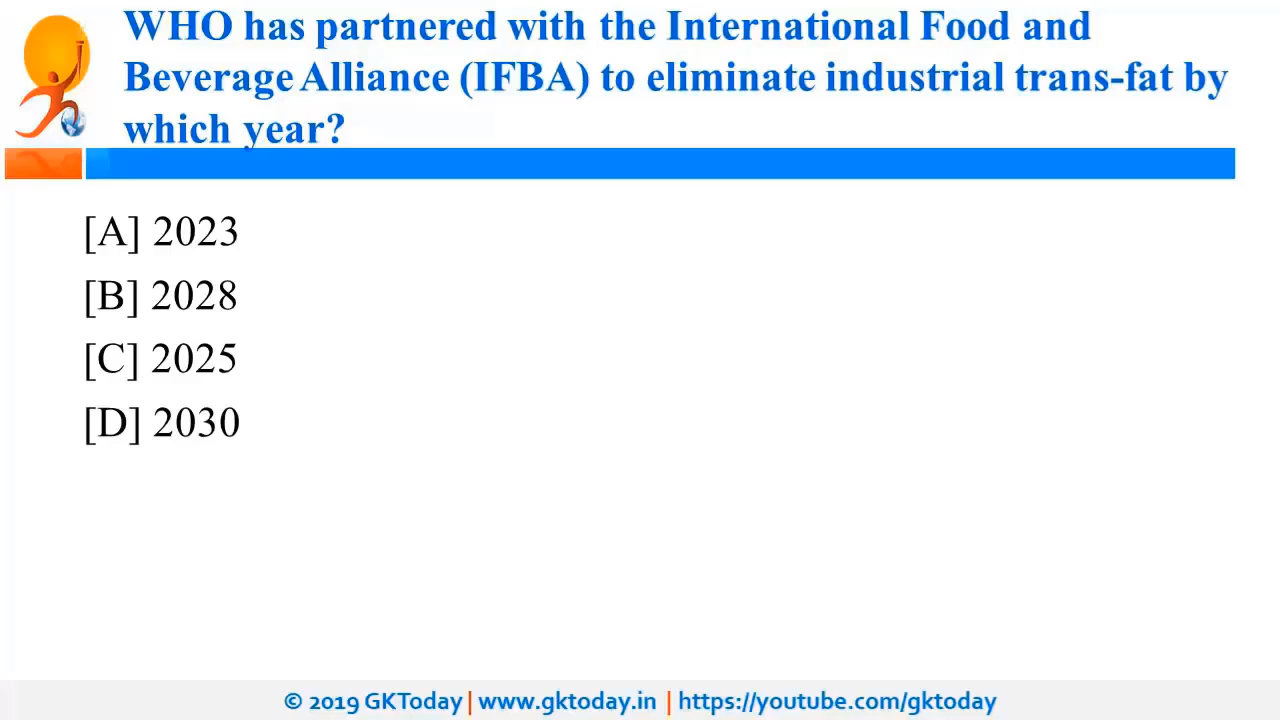 WHO has partnered with the International Food and
Beverage Alliance (IFBA) to eliminate industrial trans-fat by
which year?
[A] 2023
[B] 2028
[C] 2025
[D] 2030
© 2019 GKToday | www.gktoday.in | https://youtube.com/gktoday